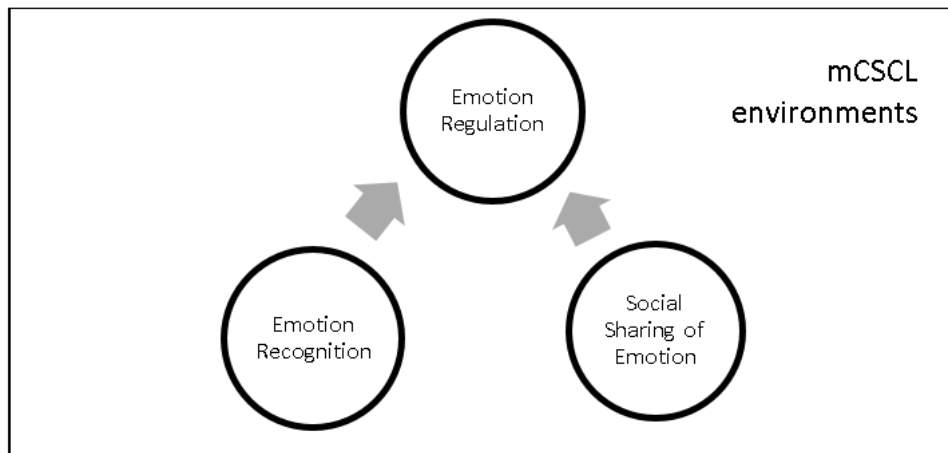 mCSCL
environments
Emotion
Regulation
Emotion
Recognition
Social
Sharing of
Emotion